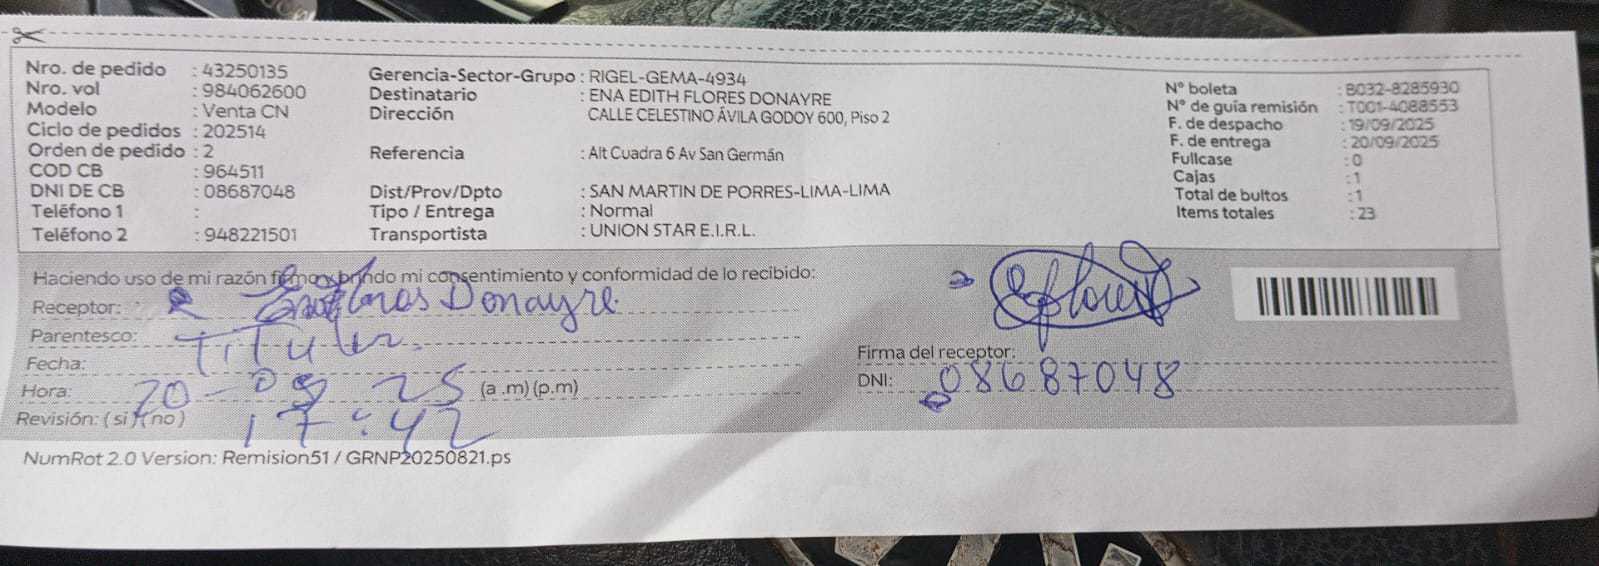 Nro. de pedido : 43250135
Nro. vol : 984062600
Modelo : Venta CN
Ciclo de pedidos : 202514
Orden de pedido : 2
COD CB : 964511
DNI DE CB : 08687048
Teléfono 1 :
Teléfono 2 : 948221501
Gerencia-Sector-Grupo : RIGEL-GEMA-4934
Destinatario : ENA EDITH FLORES DONAYRE
Dirección CALLE CELESTINO ÁVILA GODOY 600, Piso 2
Referencia : Alt Cuadra 6 Av San Germán
Dist/Prov/Dpto : SAN MARTIN DE PORRES-LIMA-LIMA
Tipo / Entrega : Normal
Transportista : UNION STAR E.I.R.L.
N° boleta : B032-8285930
N° de guía remisión : T001-4088553
F. de despacho : 19/09/2025
F. de entrega : 20/09/2025
Fullcase : 0
Cajas : 1
Total de bultos : 1
Items totales : 23
Haciendo uso de mi razón firmo y brindo mi consentimiento y conformidad de lo recibido:
Receptor: Flores Donayre
Parentesco: Titular
Fecha: 20-09 25
Hora: 17:42 (a .m) (p.m)
Revisión: ( si ) ( no )
Firma del receptor:
DNI: 08687048
NumRot 2.0 Version: Remision51 / GRNP20250821.ps